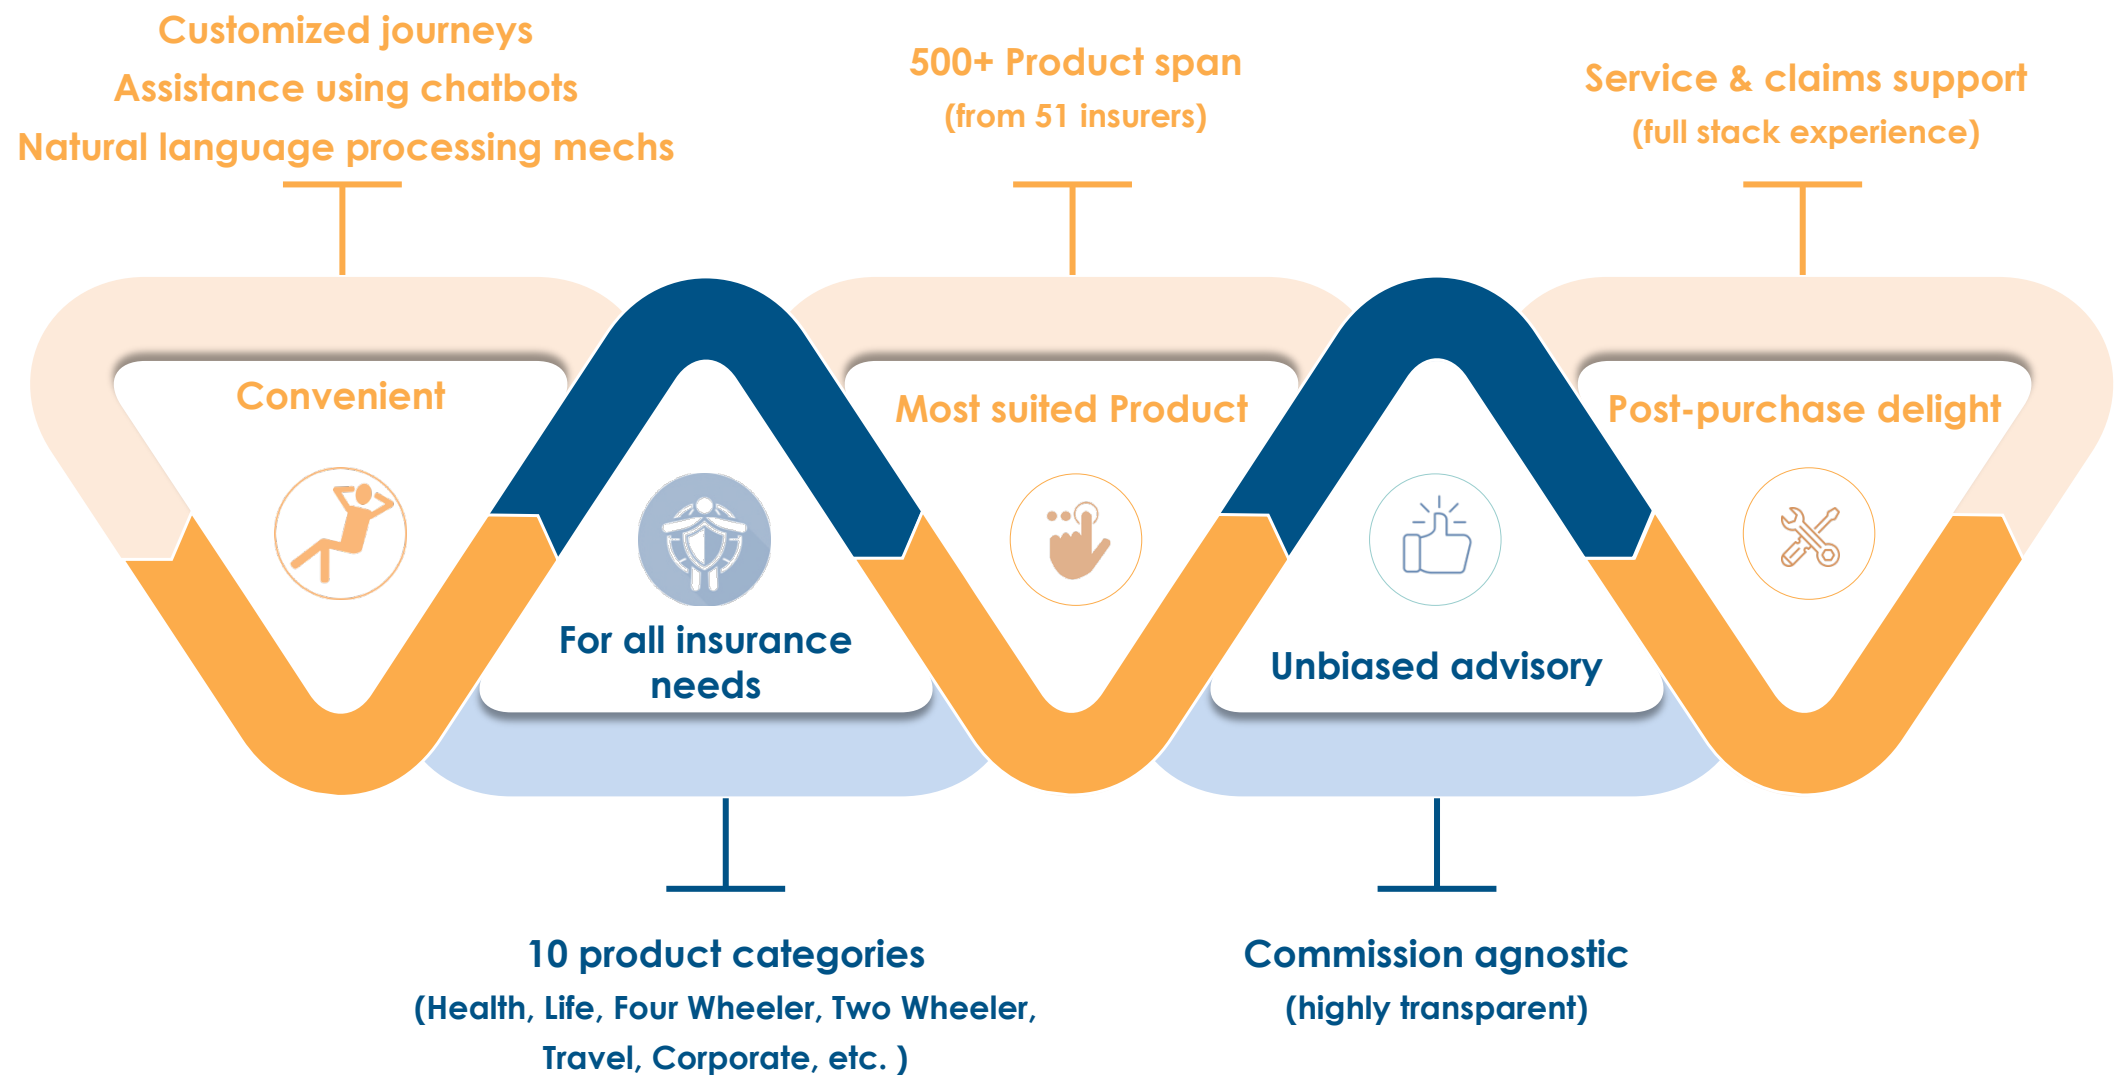 Customized journeys
Assistance using chatbots
Natural language processing mechs
500+ Product span
(from 51 insurers)
Service & claims support
(full stack experience)
Convenient
Most suited Product
Post-purchase delight
For all insurance
needs
Unbiased advisory
10 product categories
(Health, Life, Four Wheeler, Two Wheeler,
Travel, Corporate, etc. )
Commission agnostic
(highly transparent)